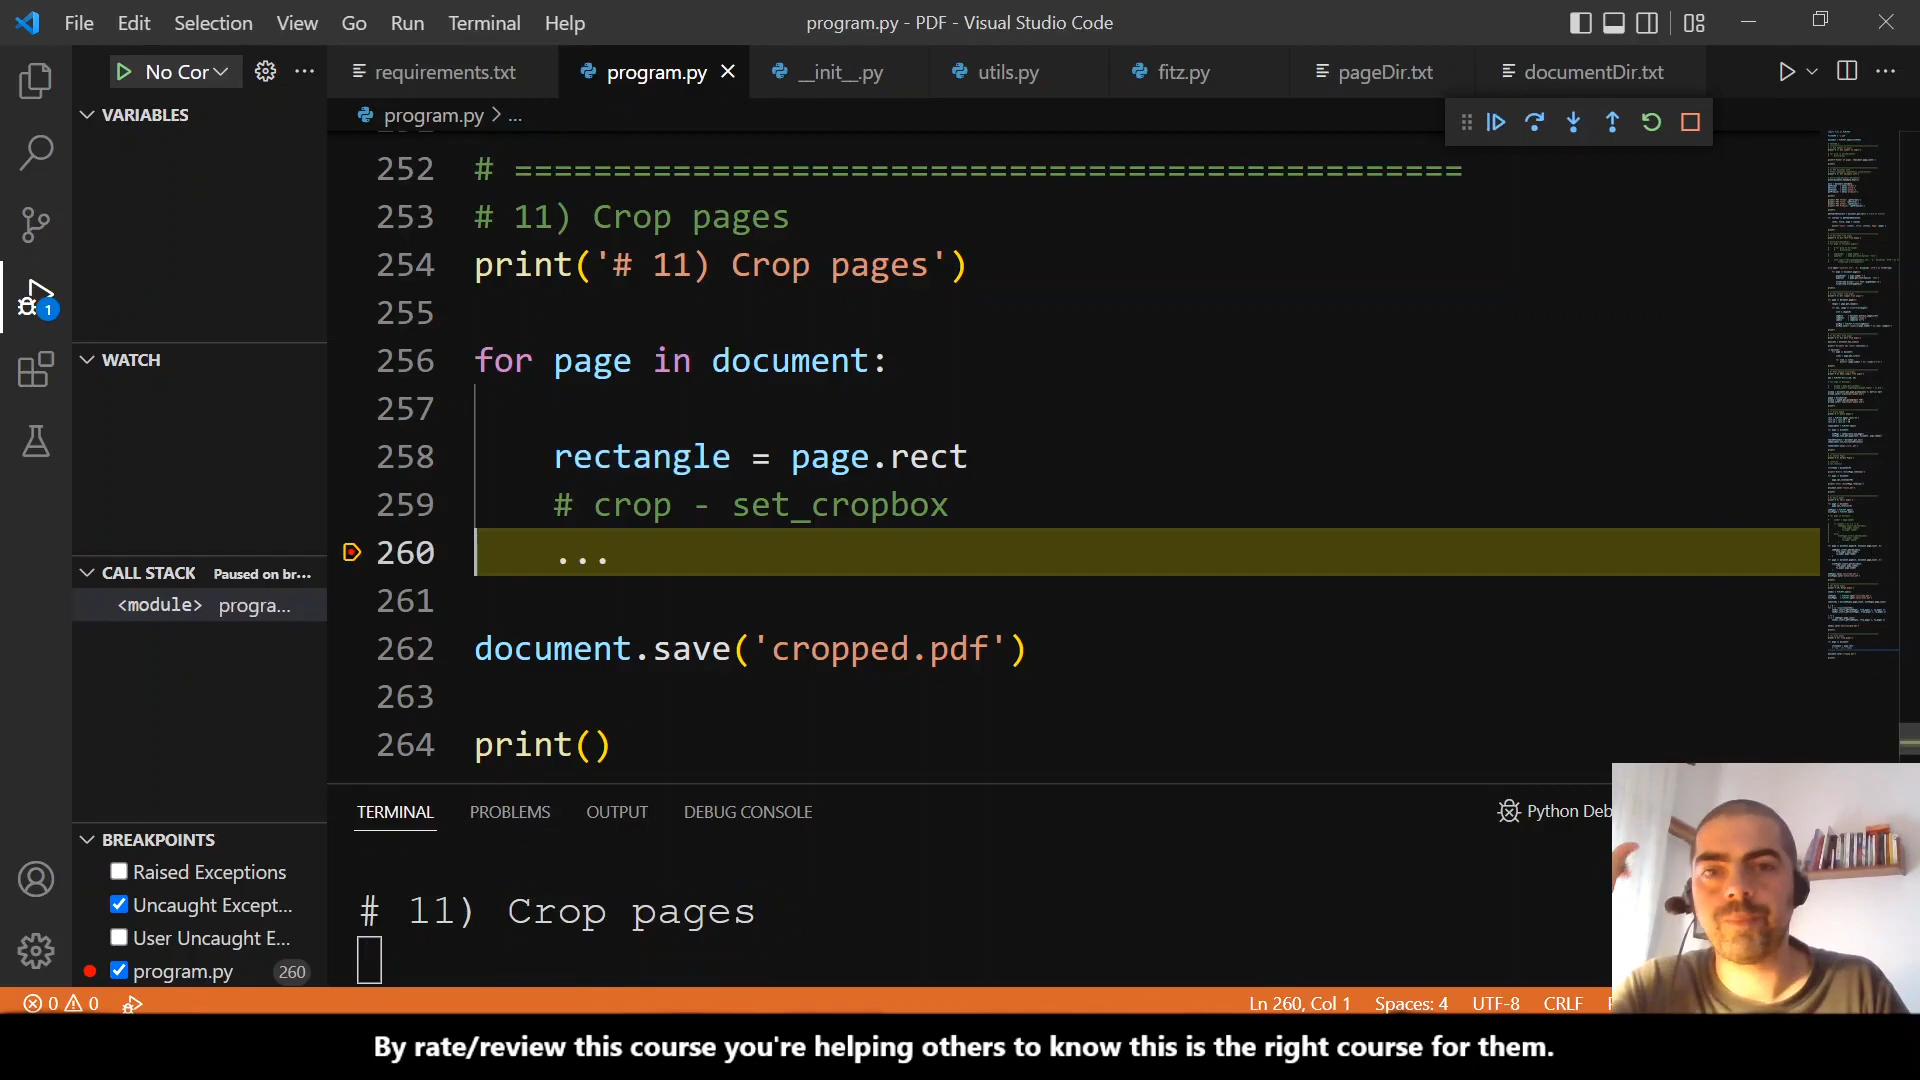 File Edit Selection View Go Run Terminal Help
program.py - PDF - Visual Studio Code
No Cor
requirements.txt program.py __init__.py utils.py fitz.py pageDir.txt documentDir.txt
VARIABLES
program.py > ...
252 # ================================================
253 # 11) Crop pages
254 print('# 11) Crop pages')
255
256 for page in document:
257
258 rectangle = page.rect
259 # crop - set_cropbox
260 ...
261
262 document.save('cropped.pdf')
263
264 print()
1
WATCH
CALL STACK Paused on br...
<module> progra...
BREAKPOINTS
Raised Exceptions
Uncaught Except...
User Uncaught E...
program.py 260
TERMINAL PROBLEMS OUTPUT DEBUG CONSOLE
Python Deb
# 11) Crop pages
0 0
Ln 260, Col 1 Spaces: 4 UTF-8 CRLF
By rate/review this course you're helping others to know this is the right course for them.